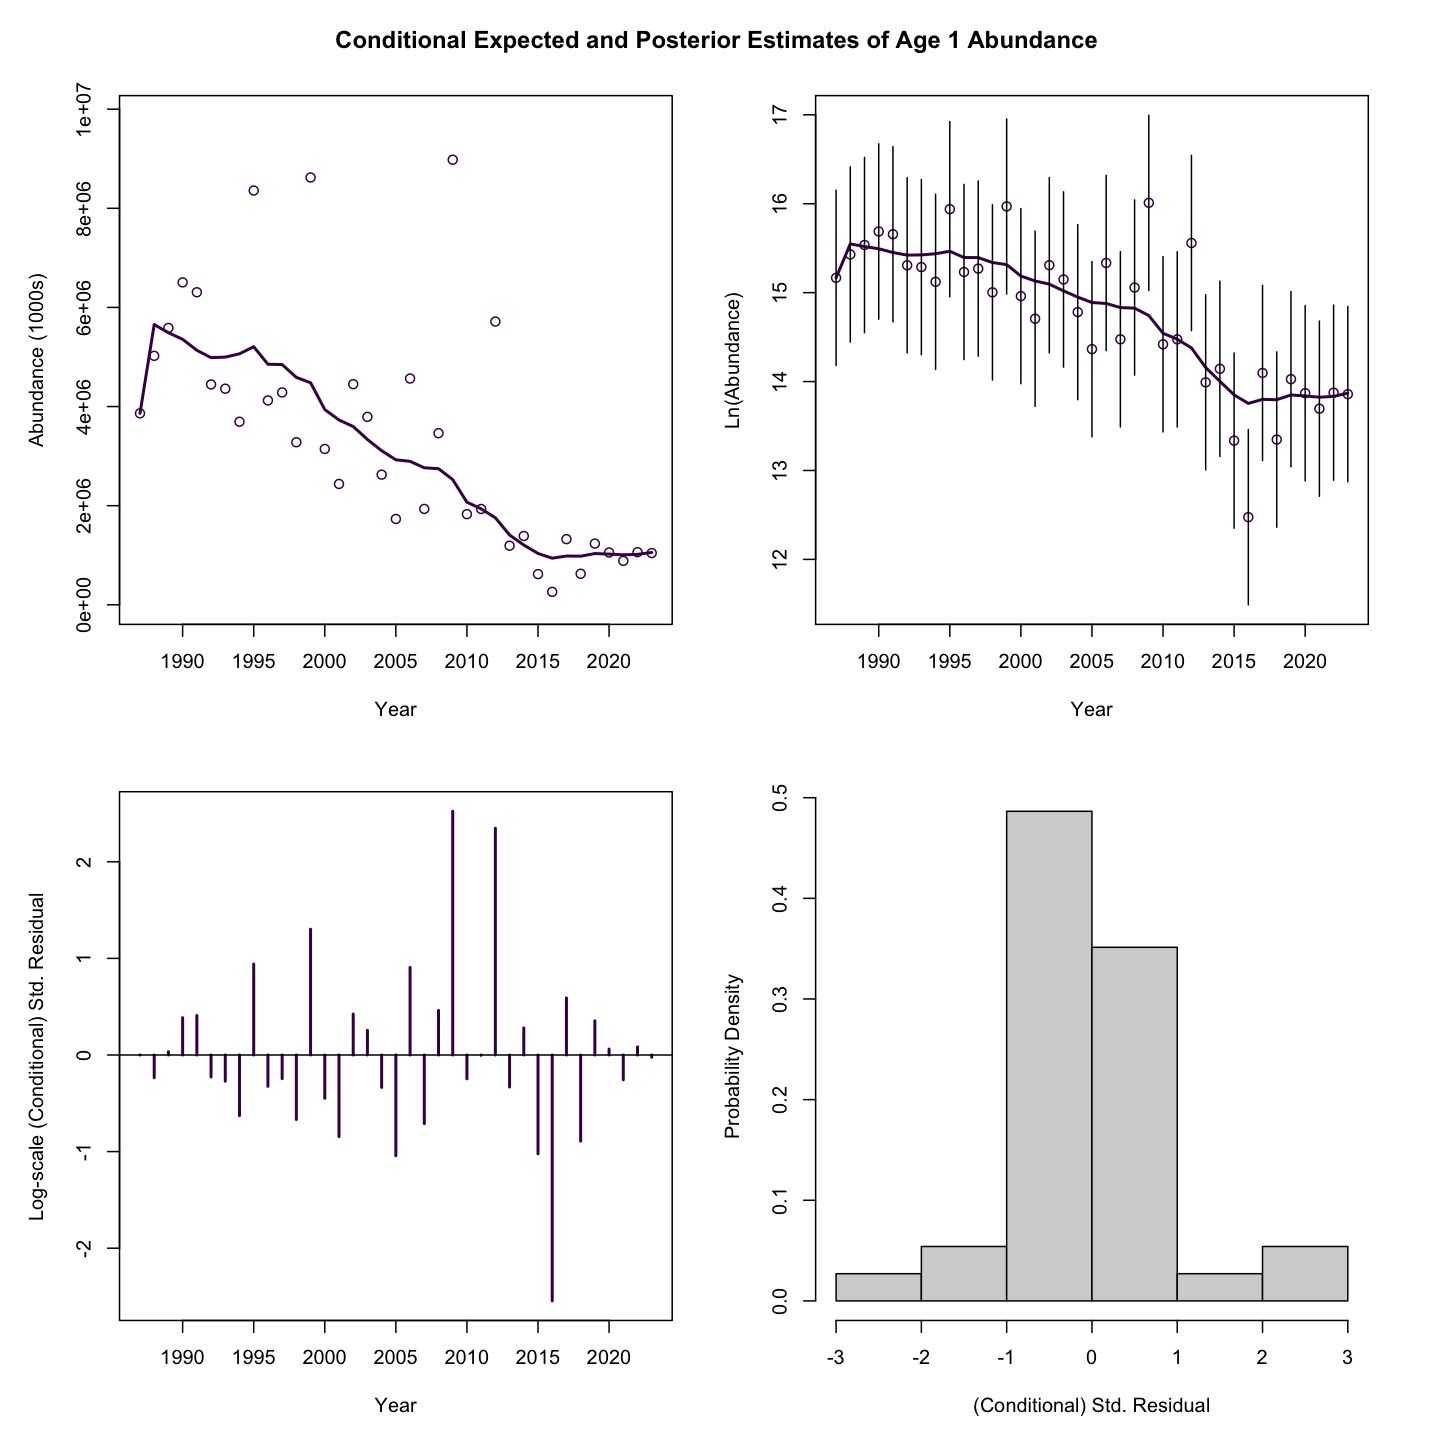 Conditional Expected and Posterior Estimates of Age 1 Abundance
Abundance (1000s)
1e+07
8e+06
6e+06
4e+06
2e+06
0e+00
1990 1995 2000 2005 2010 2015 2020
Year
Ln(Abundance)
17
16
15
14
13
12
1990 1995 2000 2005 2010 2015 2020
Year
Log-scale (Conditional) Std. Residual
2
1
0
-1
-2
1990 1995 2000 2005 2010 2015 2020
Year
Probability Density
0.5
0.4
0.3
0.2
0.1
0.0
-3 -2 -1 0 1 2 3
(Conditional) Std. Residual